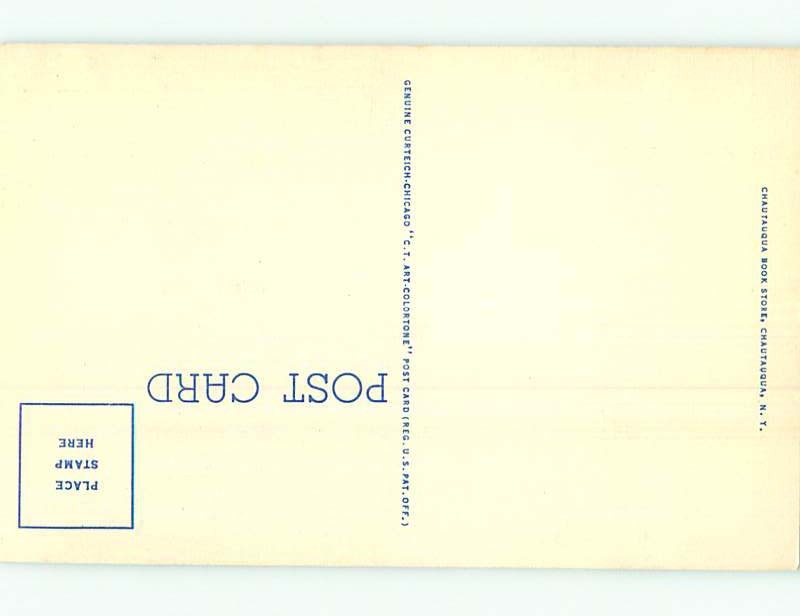 POST CARD
PLACE
STAMP
HERE
GENUINE CURTEICH-CHICAGO "C.T. ART-COLORTONE" POST CARD (REG. U.S. PAT. OFF.)
CHAUTAUQUA BOOK STORE, CHAUTAUQUA, N. Y.